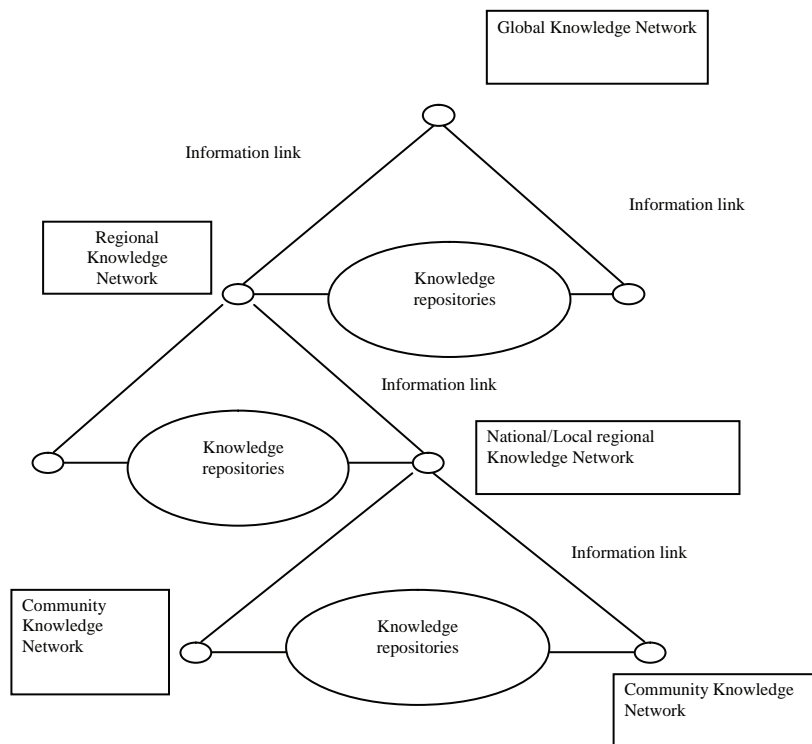 Global Knowledge Network
Information link
Information link
Regional
Knowledge
Network
Knowledge
repositories
Information link
National/Local regional
Knowledge Network
Knowledge
repositories
Information link
Community
Knowledge
Network
Knowledge
repositories
Community Knowledge
Network